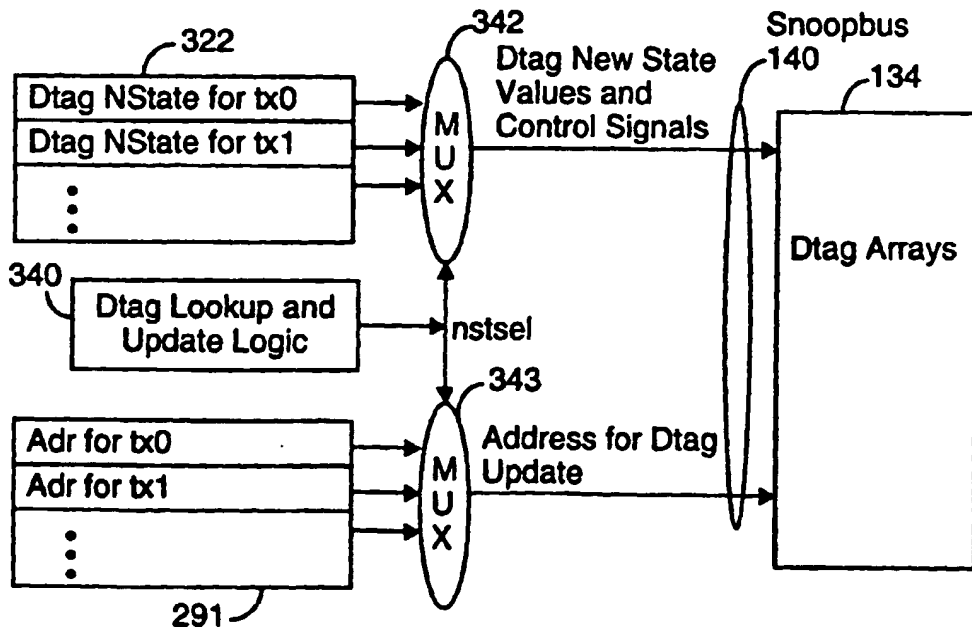 322
Dtag NState for tx0
Dtag NState for tx1
342
MUX
Dtag New State
Values and
Control Signals
Snoopbus
140
134
Dtag Arrays
340
Dtag Lookup and
Update Logic
nstsel
343
Adr for tx0
Adr for tx1
291
MUX
Address for Dtag
Update